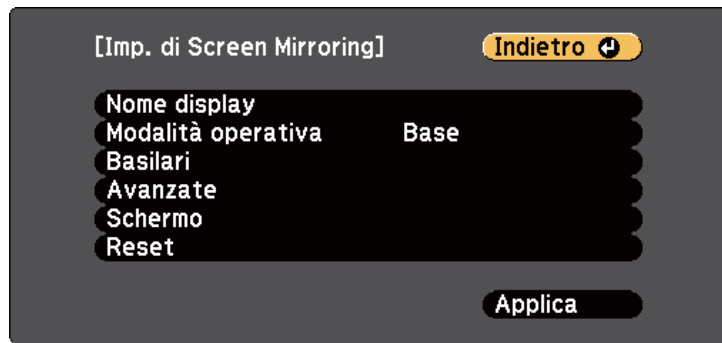 [Imp. di Screen Mirroring] Indietro
Nome display
Modalità operativa Base
Basilari
Avanzate
Schermo
Reset
Applica